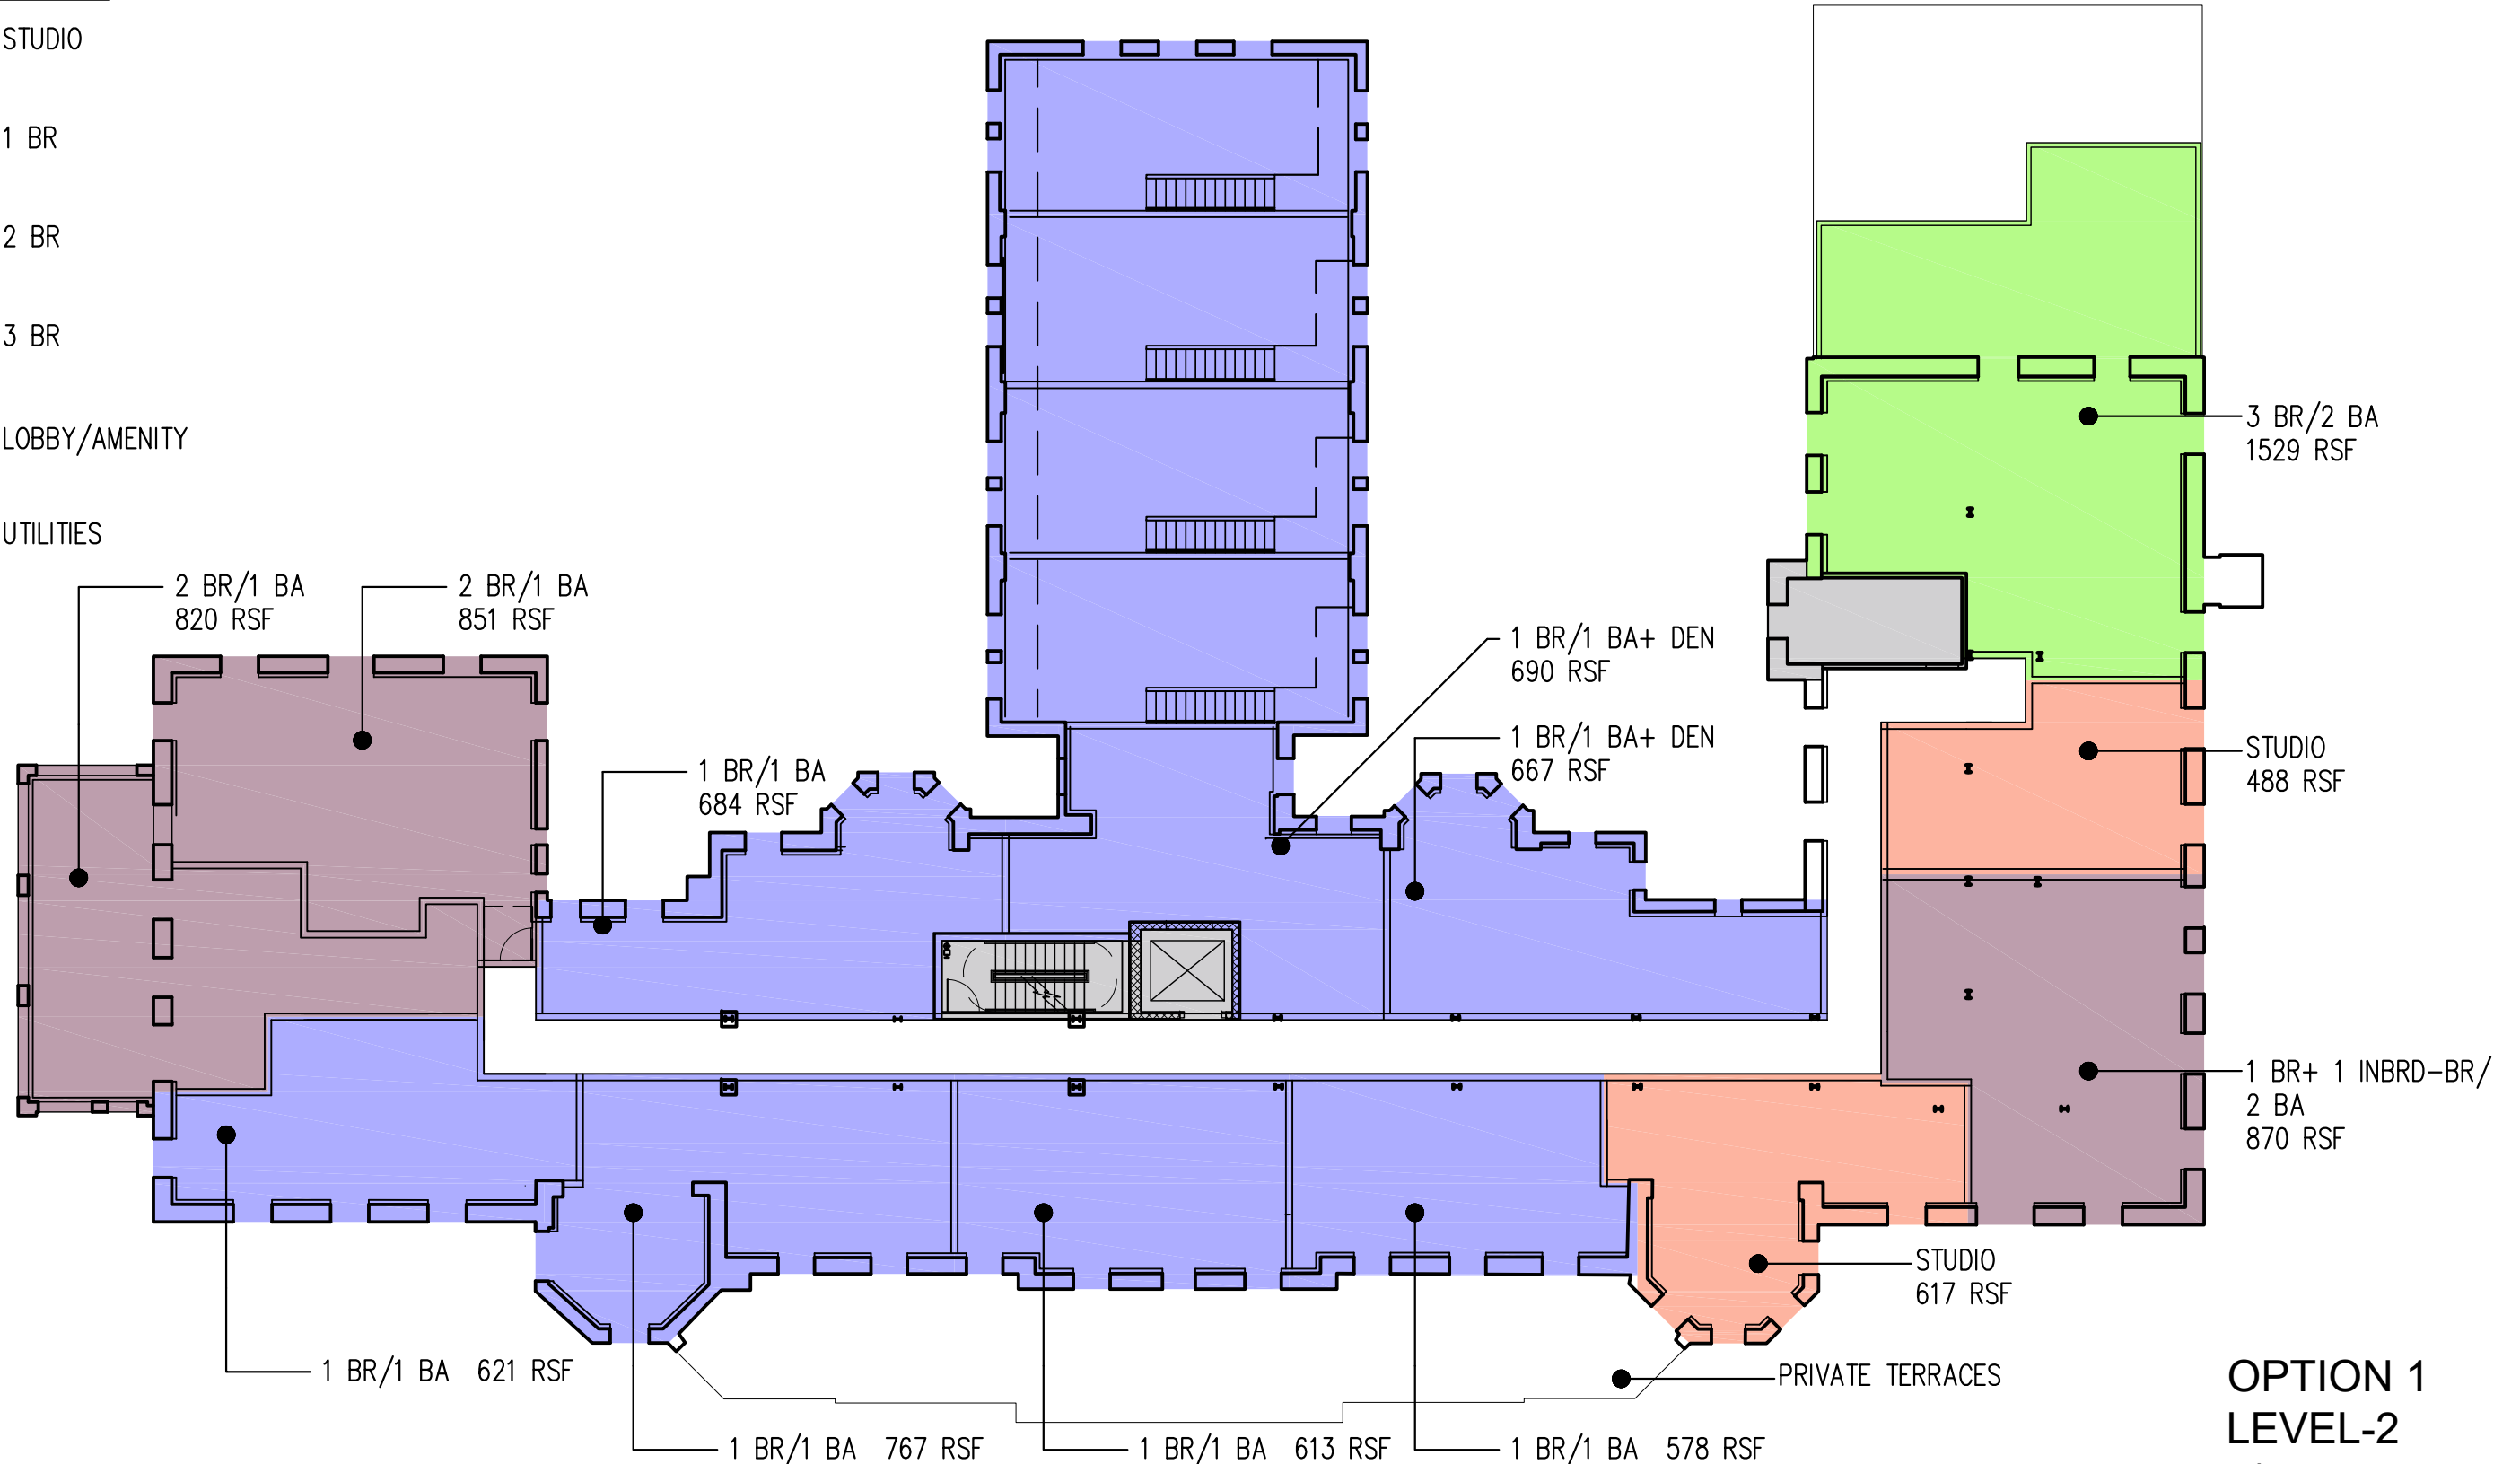 STUDIO
1 BR
2 BR
3 BR
LOBBY/AMENITY
UTILITIES
2 BR/1 BA
820 RSF
2 BR/1 BA
851 RSF
1 BR/1 BA
684 RSF
1 BR/1 BA+ DEN
690 RSF
1 BR/1 BA+ DEN
667 RSF
3 BR/2 BA
1529 RSF
STUDIO
488 RSF
1 BR+ 1 INBRD-BR/
2 BA
870 RSF
STUDIO
617 RSF
PRIVATE TERRACES
1 BR/1 BA 621 RSF
1 BR/1 BA 767 RSF
1 BR/1 BA 613 RSF
1 BR/1 BA 578 RSF
OPTION 1
LEVEL-2